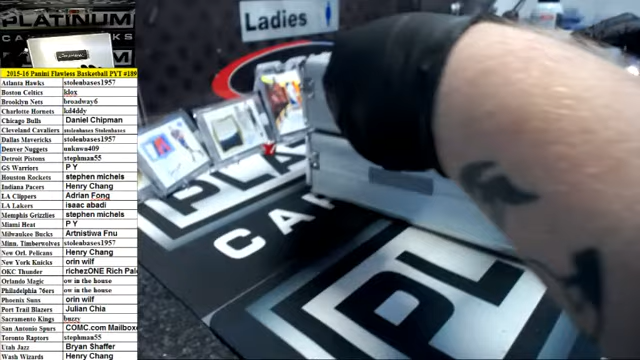 PLATINUM
Ladies
2015-16 Panini Flawless Basketball PYT #189
Atlanta Hawks stolenbases1957
Boston Celtics klox
Brooklyn Nets broadway6
Charlotte Hornets kd4ddy
Chicago Bulls Daniel Chipman
Cleveland Cavaliers stolenbases Stolenbases
Dallas Mavericks stolenbases1957
Denver Nuggets unknwn409
Detroit Pistons stephman55
GS Warriors P Y
Houston Rockets stephen michels
Indiana Pacers Henry Chang
LA Clippers Adrian Fong
LA Lakers isaac abadi
Memphis Grizzlies stephen michels
Miami Heat P Y
Milwaukee Bucks Artnistiwa Fnu
Minn. Timberwolves stolenbases1957
New Orl. Pelicans Henry Chang
New York Knicks orin wilf
OKC Thunder richezONE Rich Pal
Orlando Magic ow in the house
Philadelphia 76ers ow in the house
Phoenix Suns orin wilf
Port Trail Blazers Julian Chia
Sacramento Kings buzzy
San Antonio Spurs COMC.com Mailbox
Toronto Raptors stephman55
Utah Jazz Bryan Shaffer
Wash Wizards Henry Chang
PLA
CA
PL